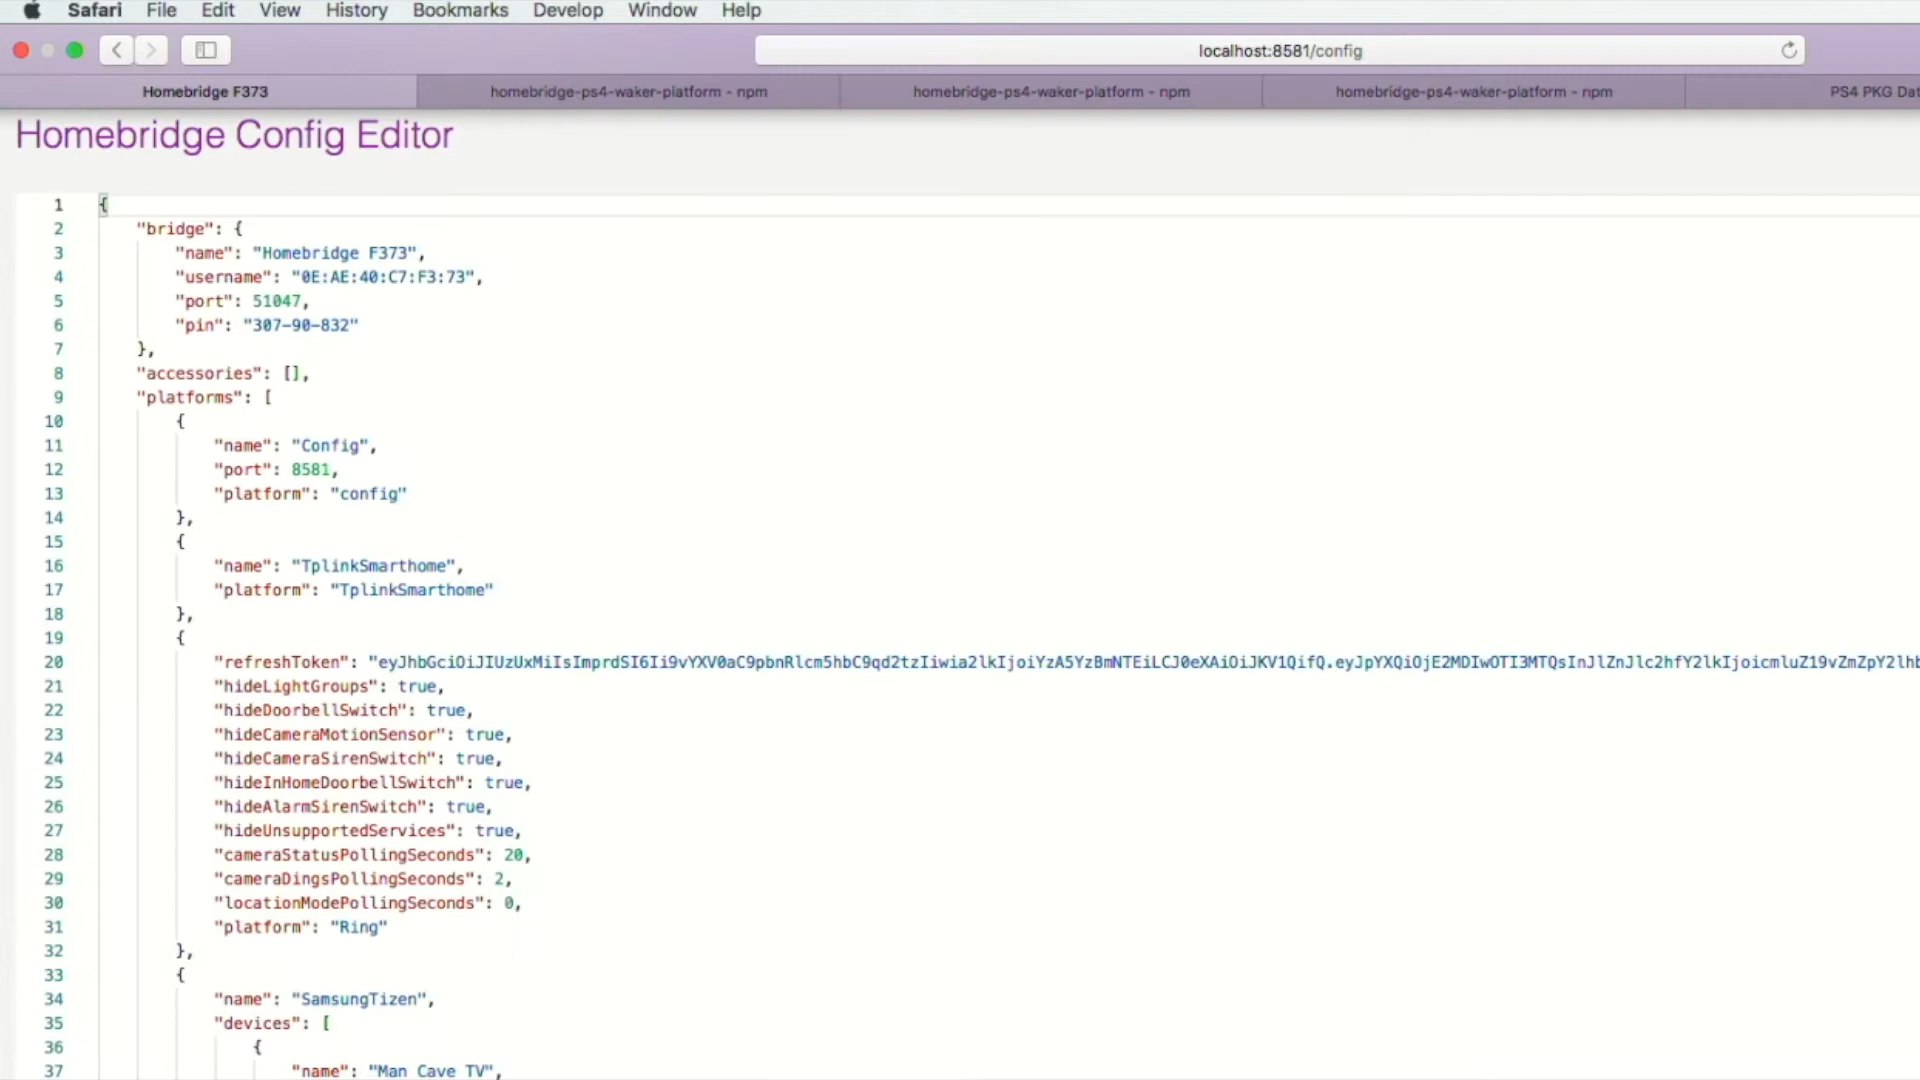 Safari File Edit View History Bookmarks Develop Window Help
localhost:8581/config
Homebridge F373 homebridge-ps4-waker-platform - npm homebridge-ps4-waker-platform - npm homebridge-ps4-waker-platform - npm PS4 PKG Dat
Homebridge Config Editor
1 {
2 "bridge": {
3 "name": "Homebridge F373",
4 "username": "0E:AE:40:C7:F3:73",
5 "port": 51047,
6 "pin": "307-90-832"
7 },
8 "accessories": [],
9 "platforms": [
10 {
11 "name": "Config",
12 "port": 8581,
13 "platform": "config"
14 },
15 {
16 "name": "TplinkSmarthome",
17 "platform": "TplinkSmarthome"
18 },
19 {
20 "refreshToken": "eyJhbGciOiJIUzUxMiIsImprdSI6Ii9vYXV0aC9pbnRlcm5hbC9qd2tzIiwia2lkIjoiYzA5YzBmNTEiLCJ0eXAiOiJKV1QifQ.eyJpYXQiOjE2MDIwOTI3MTQsInJlZnJlc2hfY2lkIjoicmluZ19vZmZpY2lhb
21 "hideLightGroups": true,
22 "hideDoorbellSwitch": true,
23 "hideCameraMotionSensor": true,
24 "hideCameraSirenSwitch": true,
25 "hideInHomeDoorbellSwitch": true,
26 "hideAlarmSirenSwitch": true,
27 "hideUnsupportedServices": true,
28 "cameraStatusPollingSeconds": 20,
29 "cameraDingsPollingSeconds": 2,
30 "locationModePollingSeconds": 0,
31 "platform": "Ring"
32 },
33 {
34 "name": "SamsungTizen",
35 "devices": [
36 {
37 "name": "Man Cave TV",